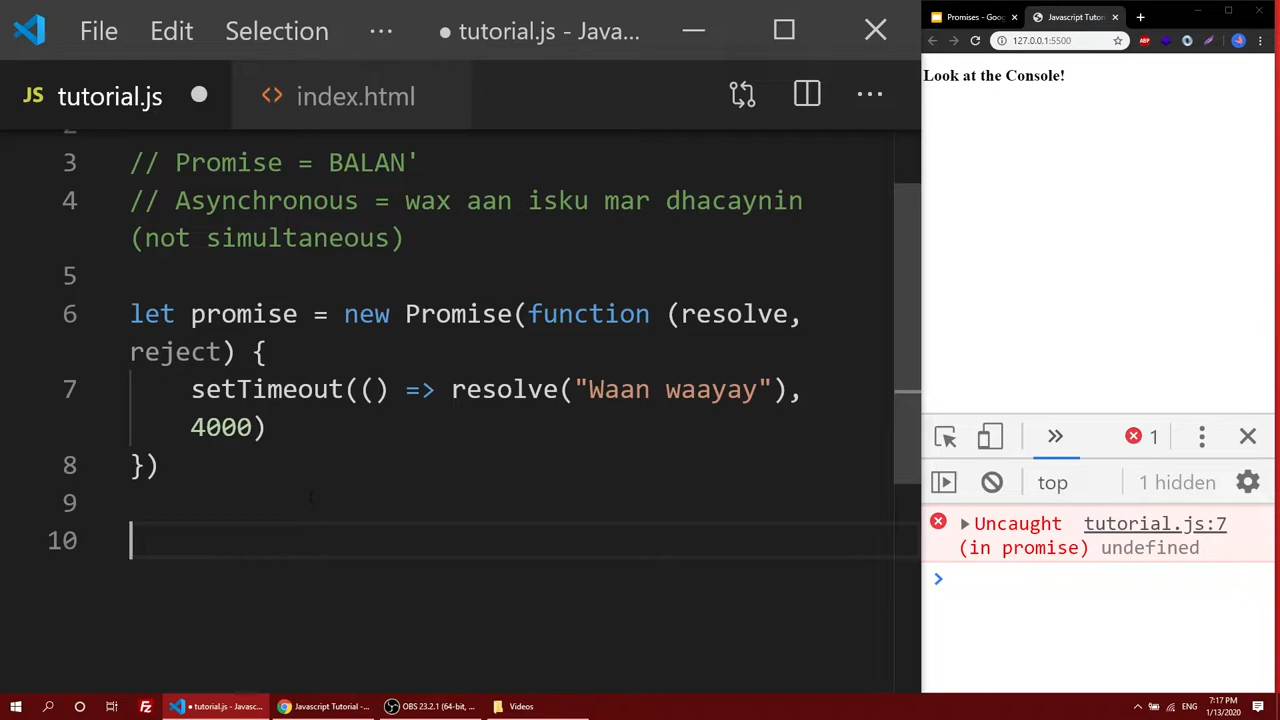 File Edit Selection ··· ● tutorial.js - Java...
JS tutorial.js ● <> index.html ···
2
3 // Promise = BALAN'
4 // Asynchronous = wax aan isku mar dhacaynin
(not simultaneous)
5
6 let promise = new Promise(function (resolve,
reject) {
7 setTimeout(() => resolve("Waan waayay"),
4000)
8 })
9
10
Promises - Goog Javascript Tutor
127.0.0.1:5500
Look at the Console!
1
top 1 hidden
Uncaught tutorial.js:7
(in promise) undefined
>
tutorial.js - Javasc... Javascript Tutorial -... OBS 23.2.1 (64-bit, ... Videos 7:17 PM
1/13/2020